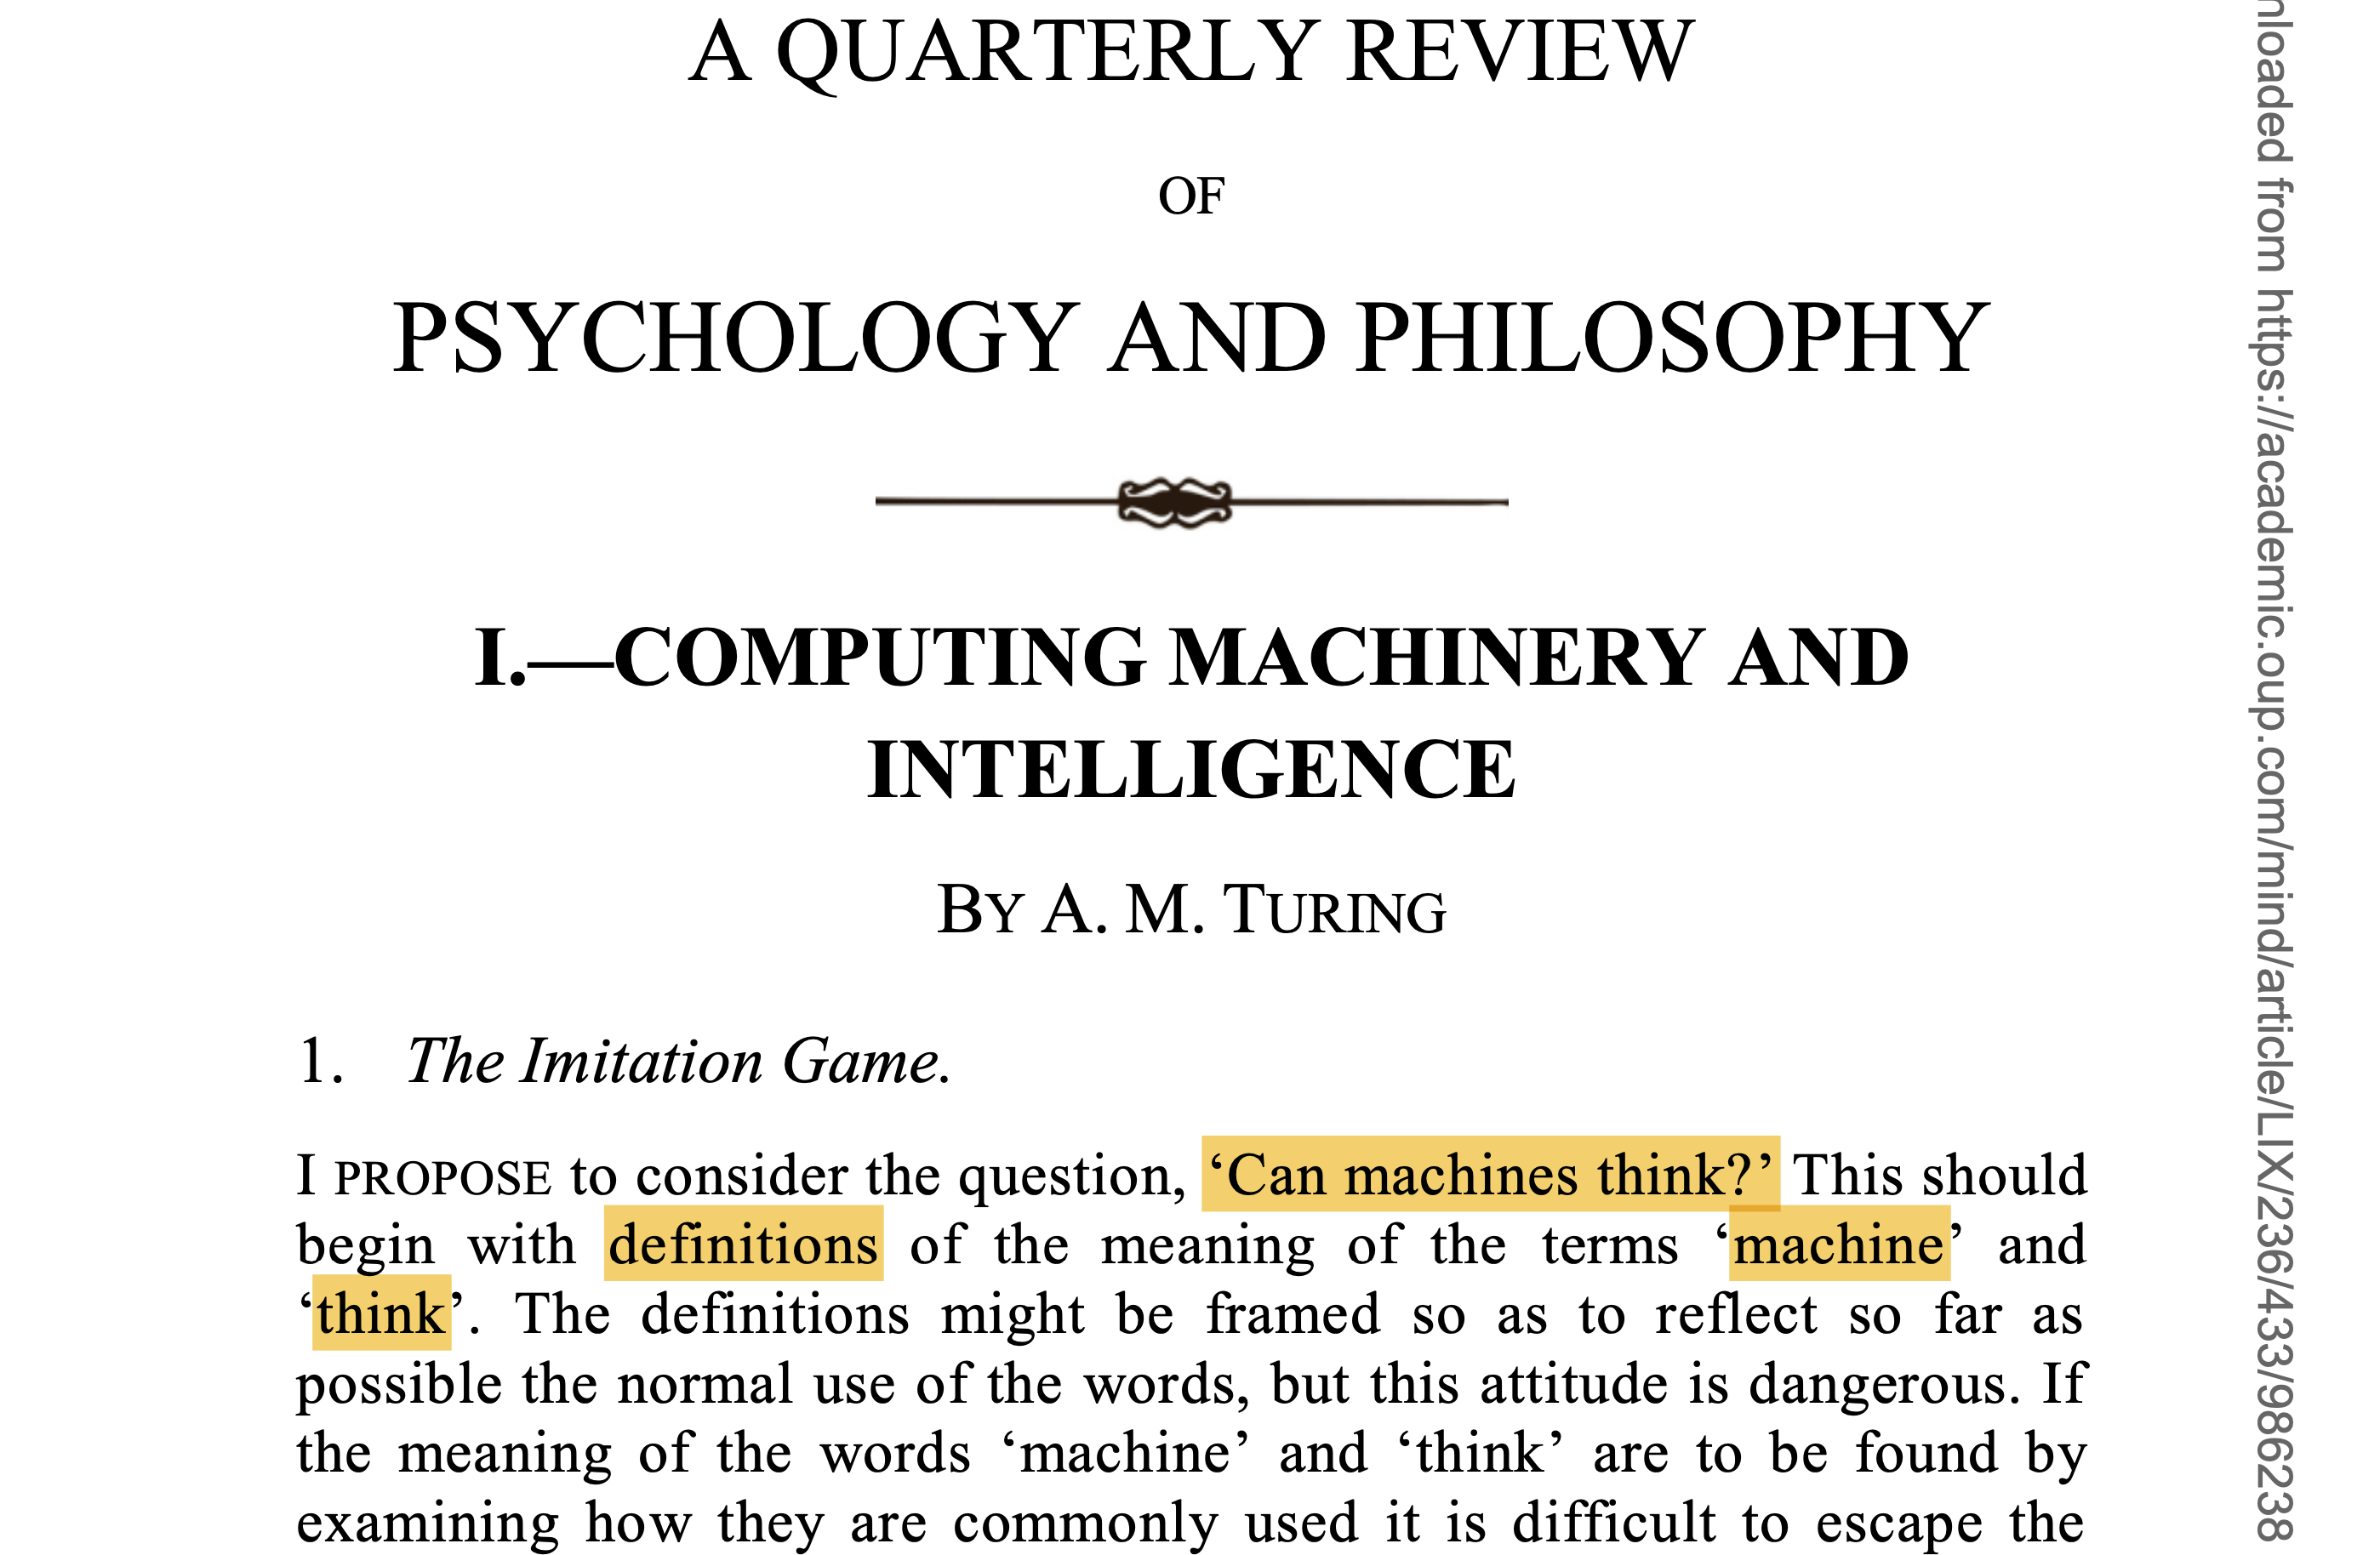 A QUARTERLY REVIEW
OF
PSYCHOLOGY AND PHILOSOPHY
I.—COMPUTING MACHINERY AND
INTELLIGENCE
BY A. M. TURING
1. The Imitation Game.
I PROPOSE to consider the question, ‘Can machines think?’ This should
begin with definitions of the meaning of the terms ‘machine’ and
‘think’. The definitions might be framed so as to reflect so far as
possible the normal use of the words, but this attitude is dangerous. If
the meaning of the words ‘machine’ and ‘think’ are to be found by
examining how they are commonly used it is difficult to escape the
nloaded from https://academic.oup.com/mind/article/LIX/236/433/986238